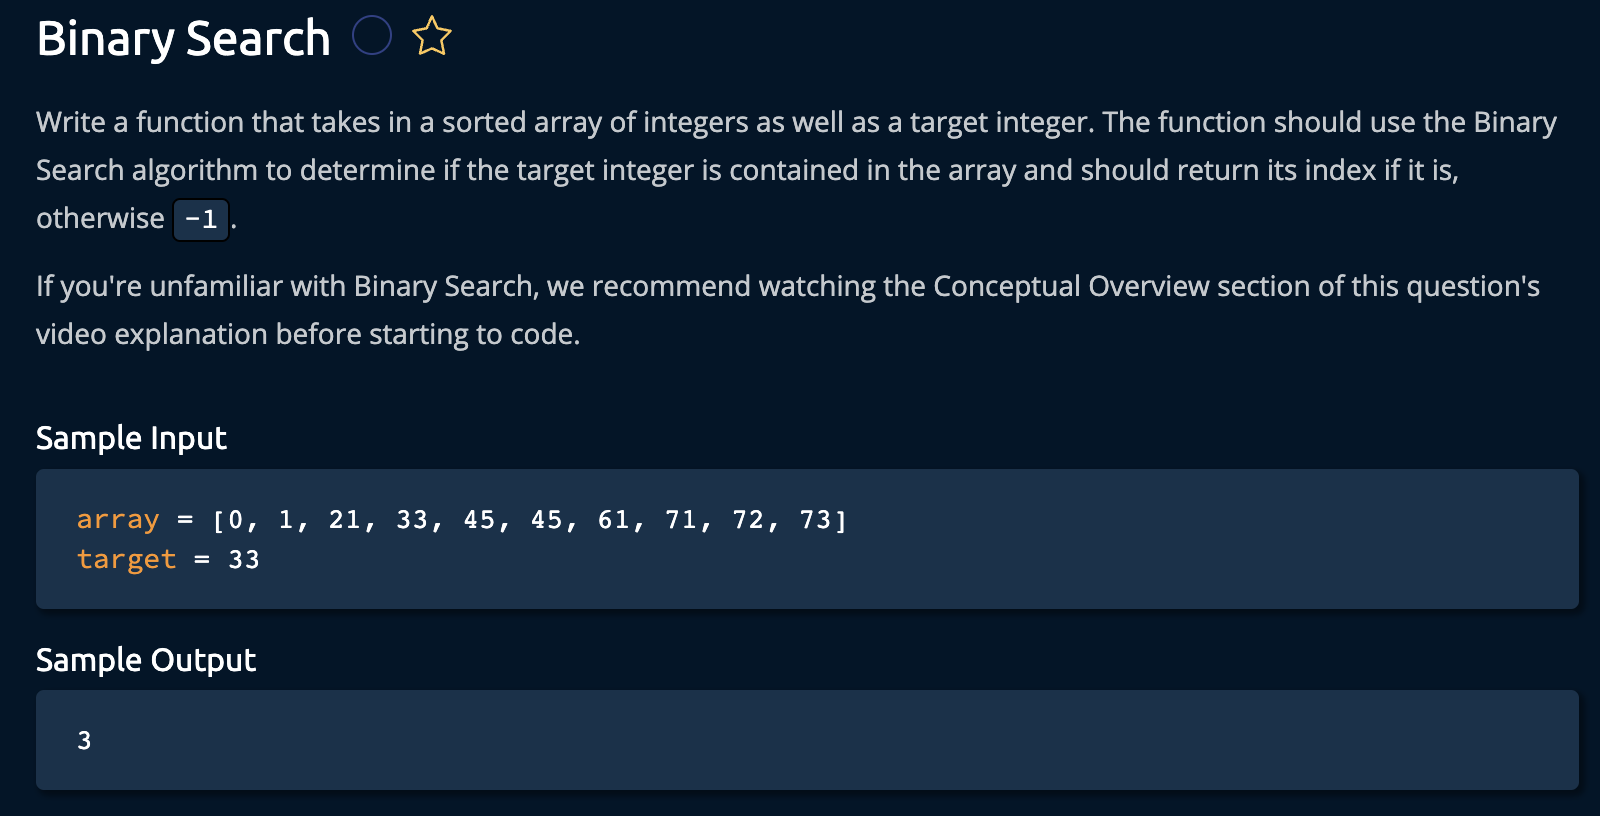 Binary Search
Write a function that takes in a sorted array of integers as well as a target integer. The function should use the Binary
Search algorithm to determine if the target integer is contained in the array and should return its index if it is,
otherwise -1.
If you're unfamiliar with Binary Search, we recommend watching the Conceptual Overview section of this question's
video explanation before starting to code.
Sample Input
array = [0, 1, 21, 33, 45, 45, 61, 71, 72, 73]
target = 33
Sample Output
3